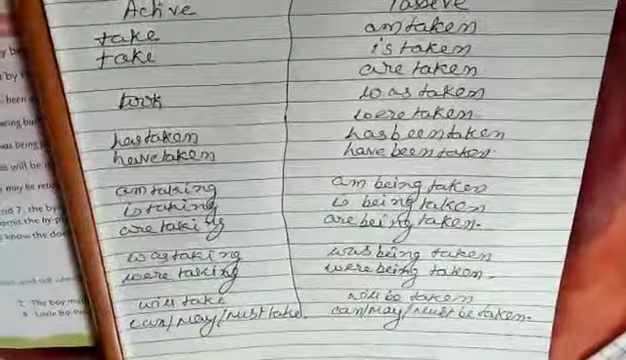 Active Passive
take am taken
take is taken
are taken
took was taken
were taken
has taken has been taken
have taken have been taken.
am taking am being taken
is taking is being taken
are taking are being taken.
was taking was being taken
were taking were being taken.
will take will be taken
can/may/must take. can/may/must be taken.